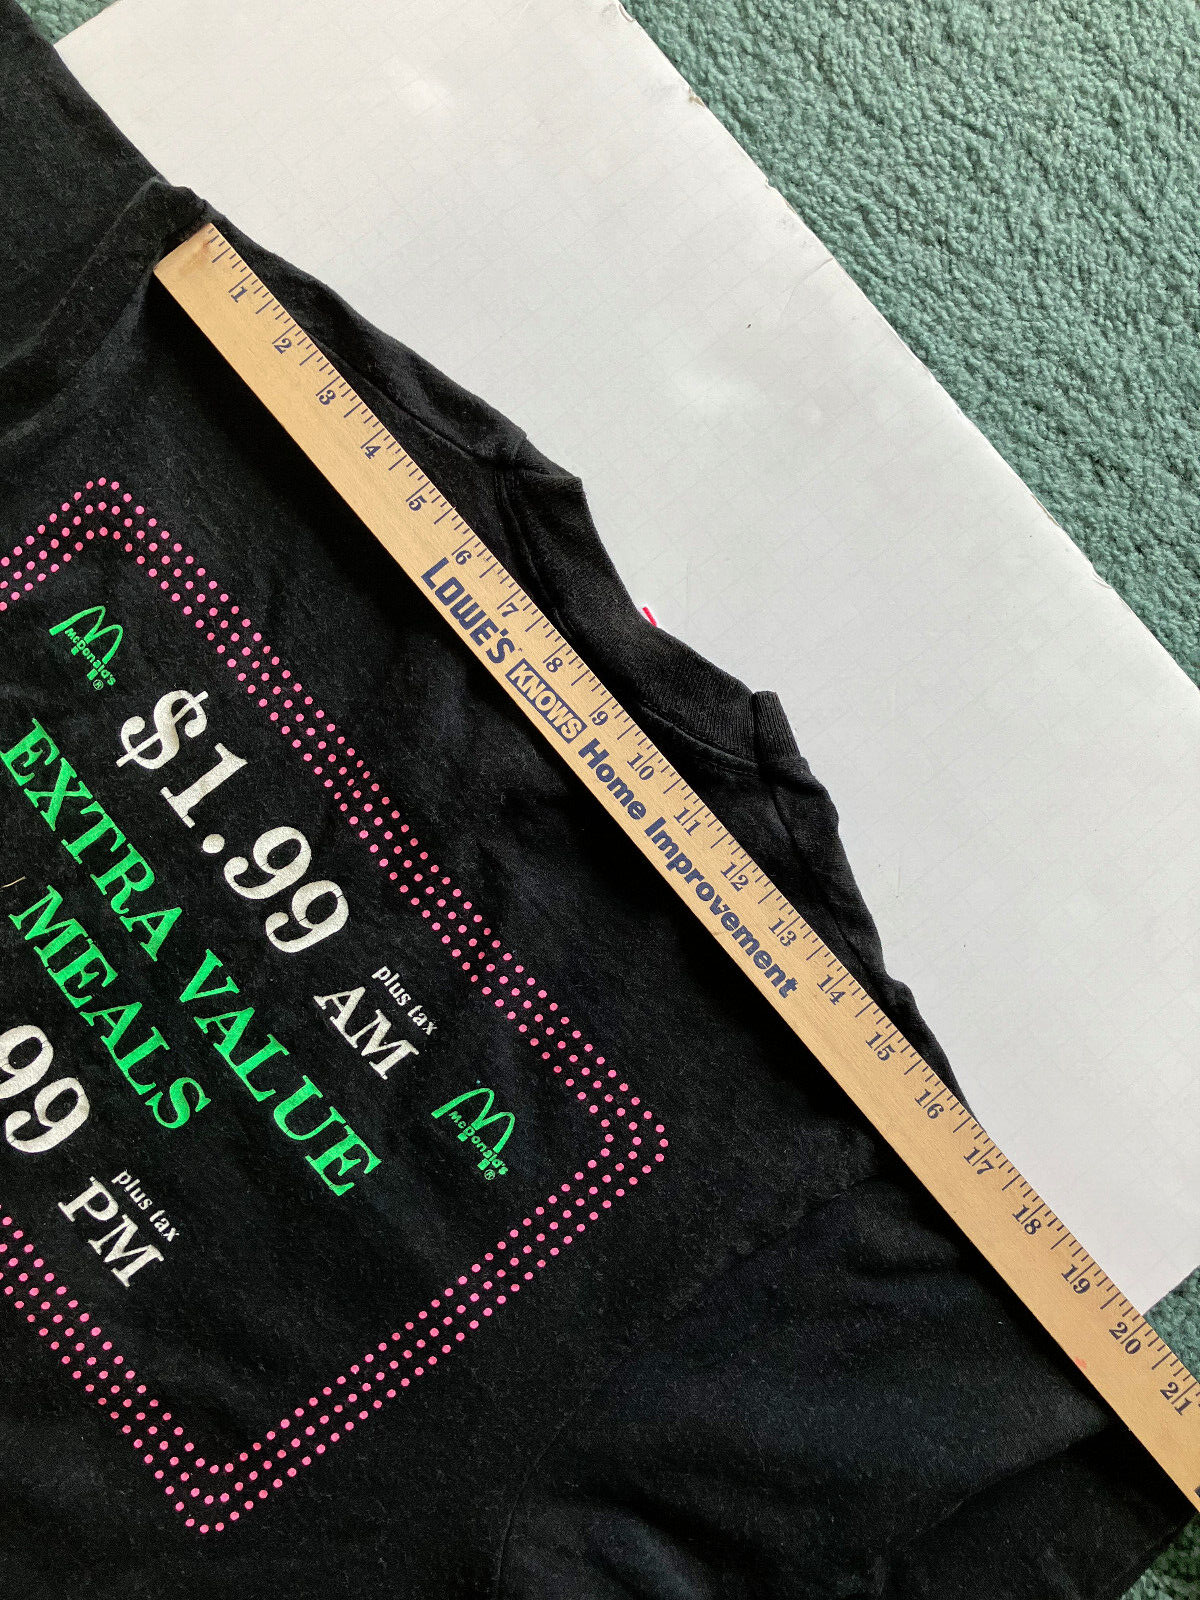 McDonald's®
$1.99
plus tax
AM
EXTRA VALUE
MEALS
McDonald's®
99
plus tax
PM
1 2 3 4 5 6 7 8 9 10 11 12 13 14 15 16 17 18 19 20 21
LOWE'S KNOWS Home Improvement